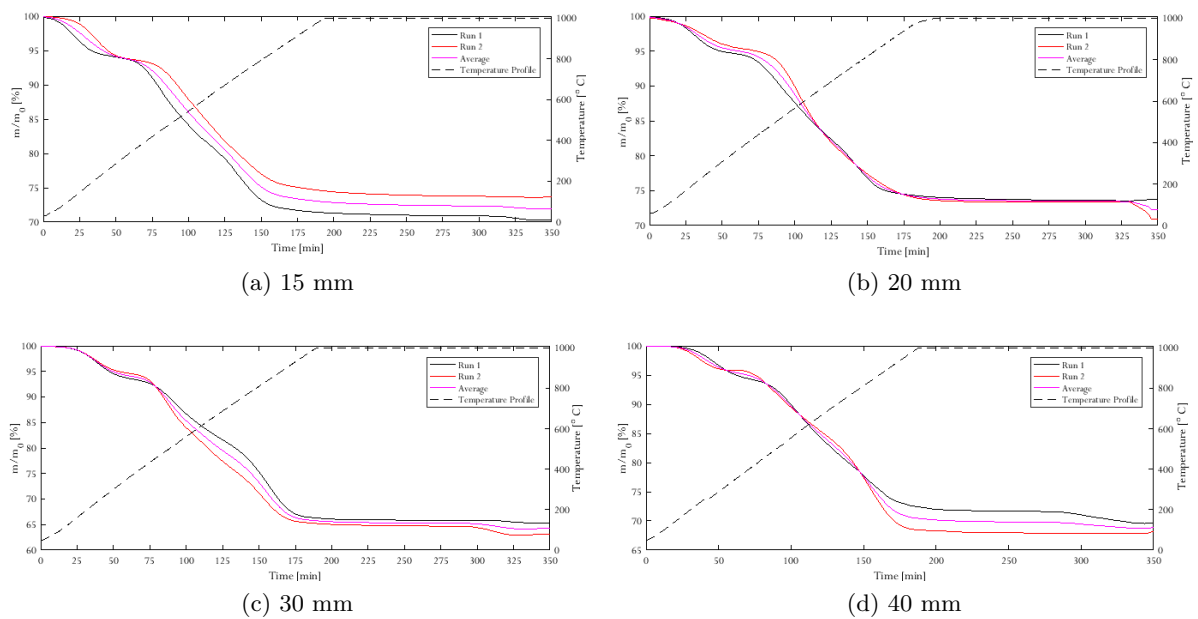 100
95
90
85
80
75
70
m/m0 [%]
0 25 50 75 100 125 150 175 200 225 250 275 300 325 350
Time [min]
1000
800
600
400
200
0
Temperature [° C]
Run 1
Run 2
Average
Temperature Profile
(a) 15 mm
100
95
90
85
80
75
70
m/m0 [%]
0 25 50 75 100 125 150 175 200 225 250 275 300 325 350
Time [min]
1000
800
600
400
200
0
Temperature [° C]
Run 1
Run 2
Average
Temperature Profile
(b) 20 mm
100
95
90
85
80
75
70
65
60
m/m0 [%]
0 25 50 75 100 125 150 175 200 225 250 275 300 325 350
Time [min]
1000
800
600
400
200
0
Temperature [° C]
Run 1
Run 2
Average
Temperature Profile
(c) 30 mm
100
95
90
85
80
75
70
65
m/m0 [%]
0 50 100 150 200 250 300 350
Time [min]
1000
800
600
400
200
0
Temperature [° C]
Run 1
Run 2
Average
Temperature Profile
(d) 40 mm